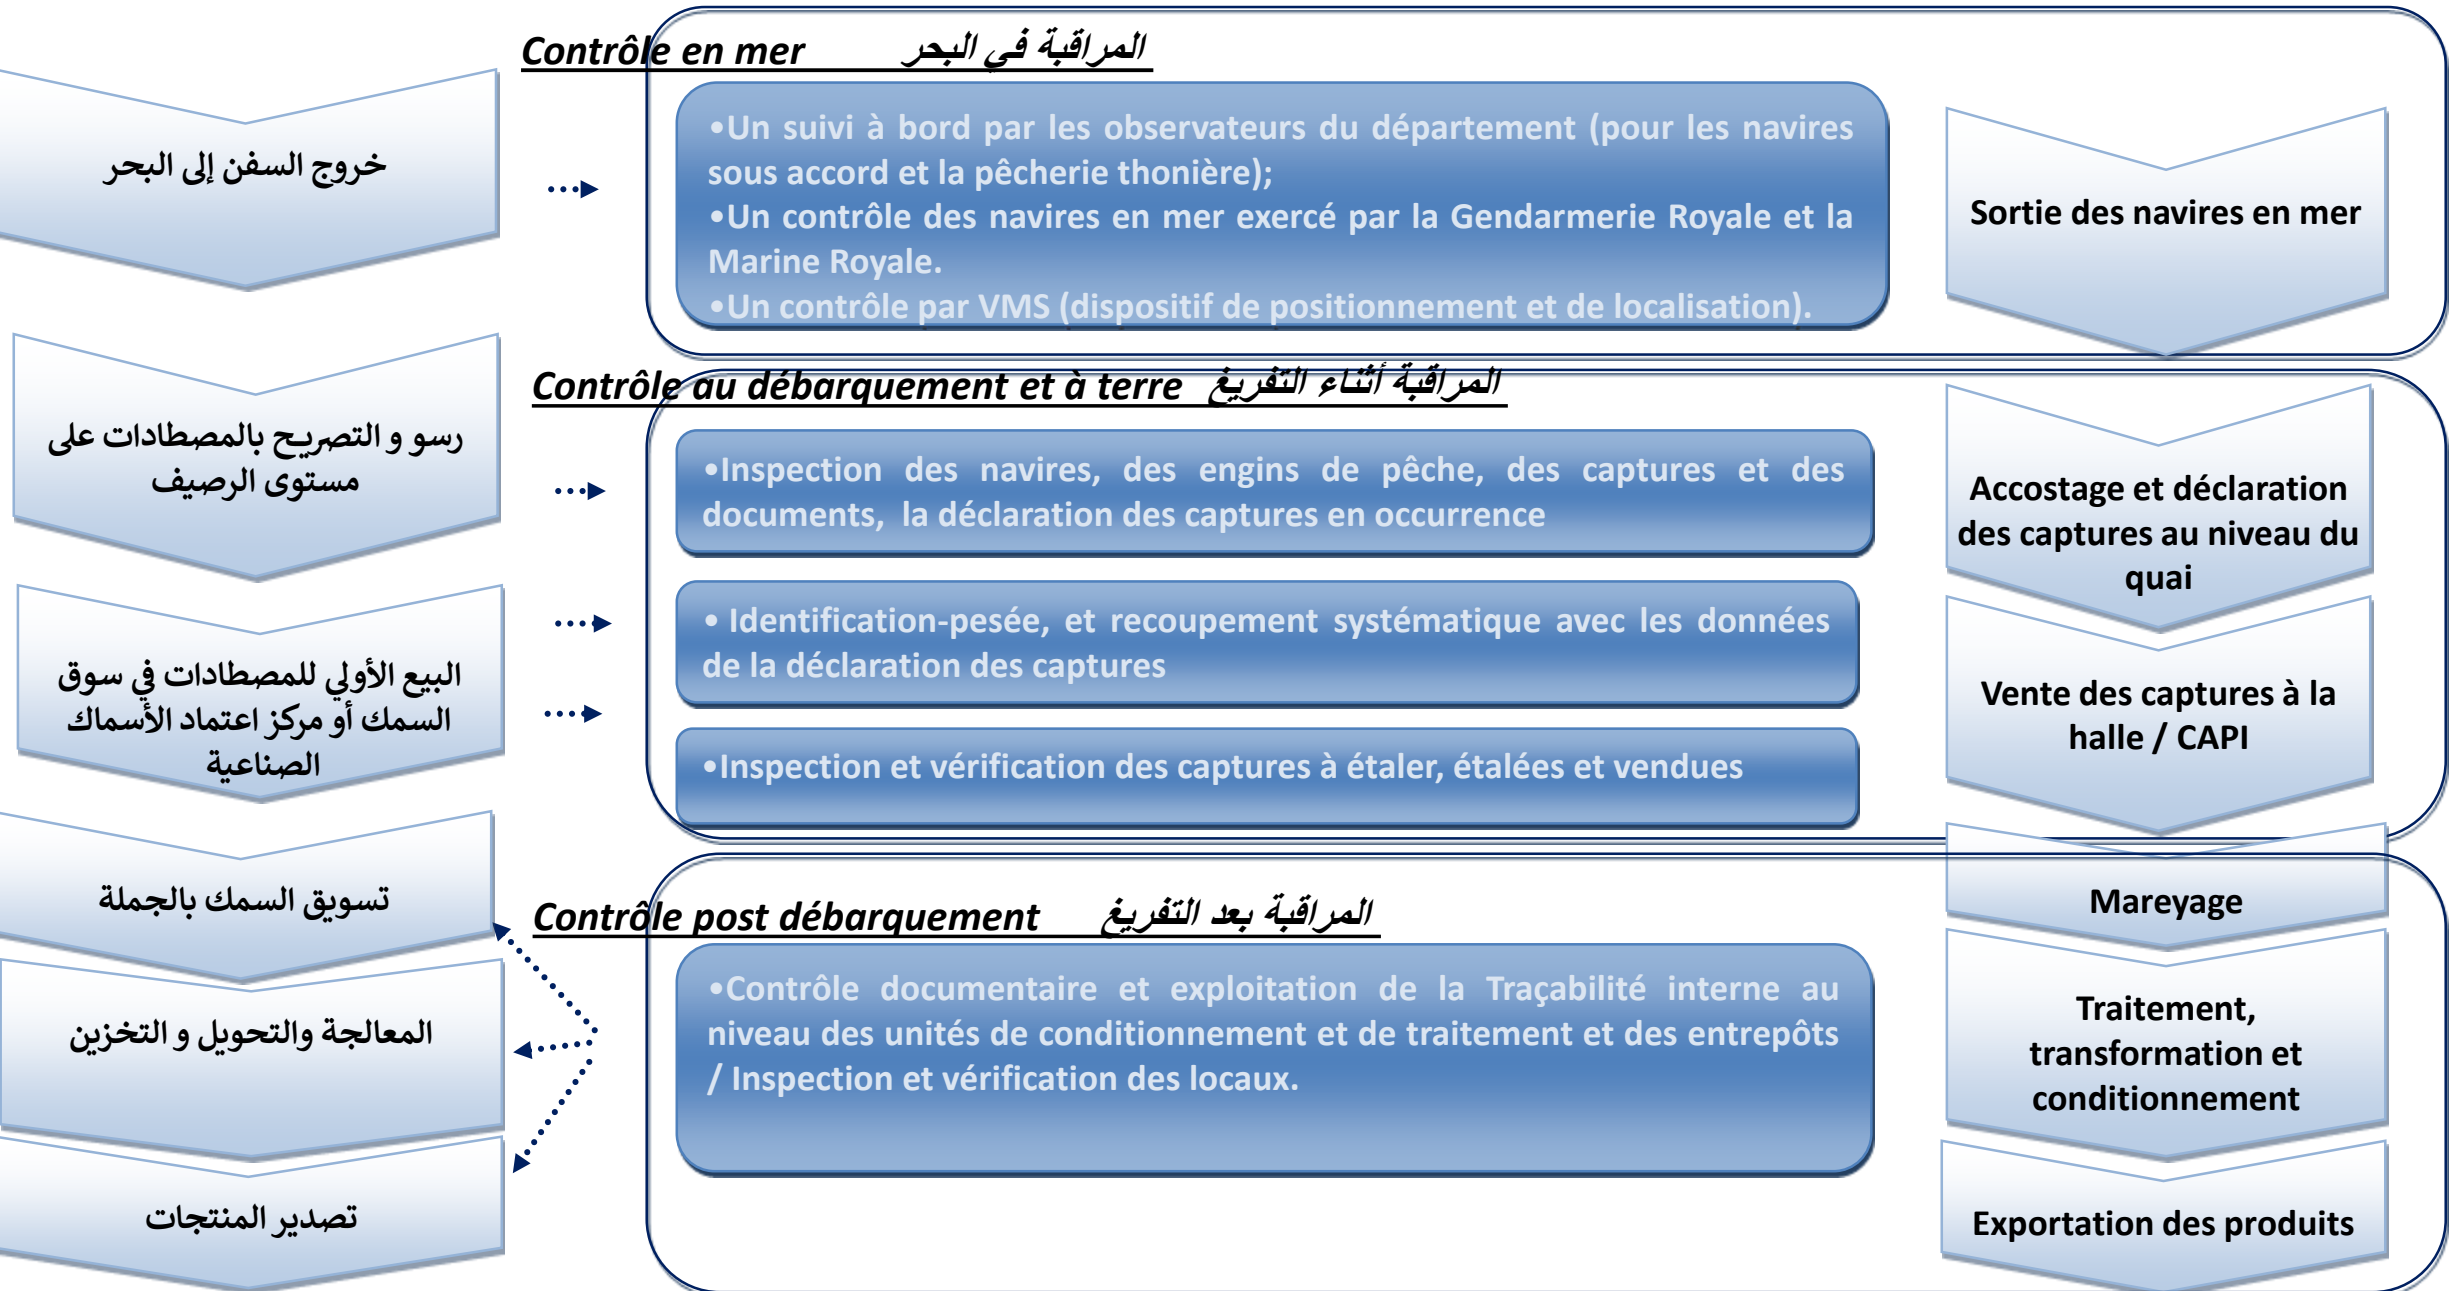 Contrôle en mer المراقبة في البحر
خروج السفن إلى البحر
•Un suivi à bord par les observateurs du département (pour les navires
sous accord et la pêcherie thonière);
•Un contrôle des navires en mer exercé par la Gendarmerie Royale et la
Marine Royale.
•Un contrôle par VMS (dispositif de positionnement et de localisation).
Sortie des navires en mer
Contrôle au débarquement et à terre المراقبة أثناء التفريغ
رسو و التصريح بالمصطادات على
مستوى الرصيف
•Inspection des navires, des engins de pêche, des captures et des
documents, la déclaration des captures en occurrence
Accostage et déclaration
des captures au niveau du
quai
البيع الأولي للمصطادات في سوق
السمك أو مركز اعتماد الأسماك
الصناعية
• Identification-pesée, et recoupement systématique avec les données
de la déclaration des captures
•Inspection et vérification des captures à étaler, étalées et vendues
Vente des captures à la
halle / CAPI
Contrôle post débarquement المراقبة بعد التفريغ
تسويق السمك بالجملة
المعالجة والتحويل و التخزين
تصدير المنتجات
•Contrôle documentaire et exploitation de la Traçabilité interne au
niveau des unités de conditionnement et de traitement et des entrepôts
/ Inspection et vérification des locaux.
Mareyage
Traitement,
transformation et
conditionnement
Exportation des produits